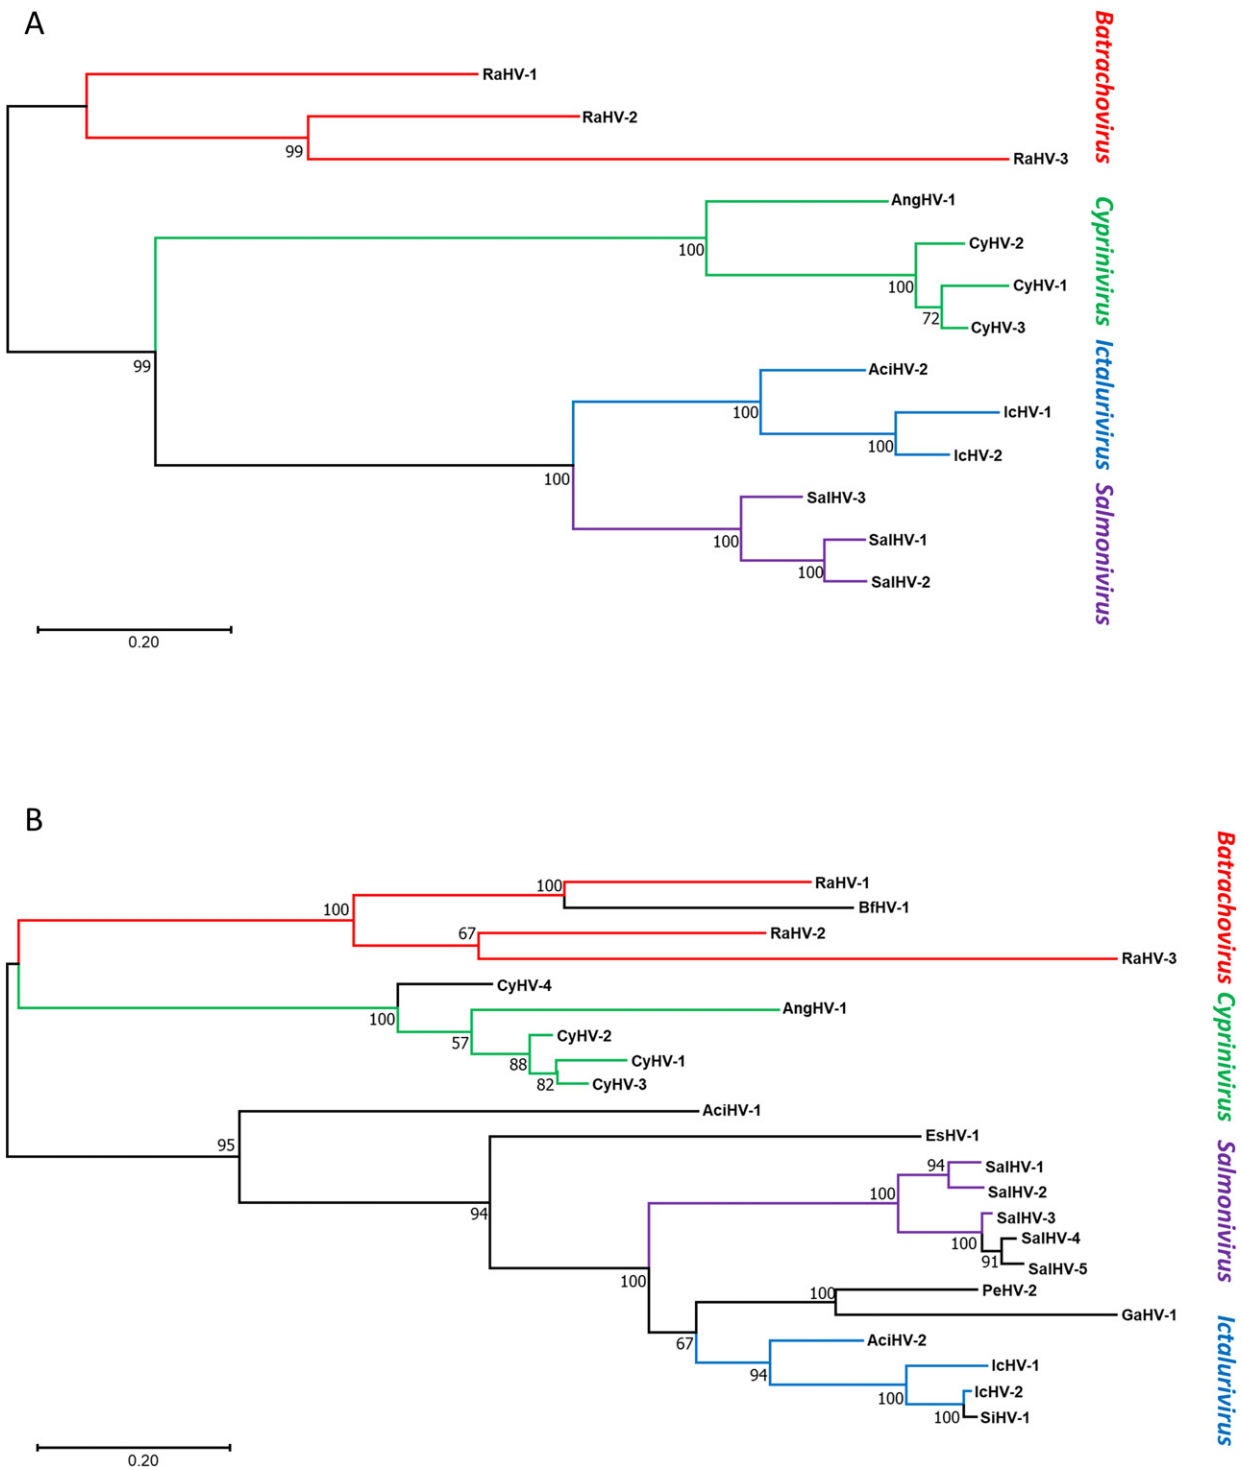 A
Batrachovirus
RaHV-1
RaHV-2
99
RaHV-3
Cyprinivirus
AngHV-1
100
CyHV-2
100
CyHV-1
72
CyHV-3
99
Ictalurivirus
AciHV-2
100
IcHV-1
100
IcHV-2
100
Salmonivirus
SalHV-3
100
SalHV-1
100
SalHV-2
0.20
B
Batrachovirus
100
RaHV-1
100
BfHV-1
67
RaHV-2
RaHV-3
Cyprinivirus
CyHV-4
100
AngHV-1
57
CyHV-2
88
CyHV-1
82
CyHV-3
AciHV-1
95
EsHV-1
94
Salmonivirus
94
SalHV-1
100
SalHV-2
SalHV-3
100
SalHV-4
91
SalHV-5
100
100
PeHV-2
GaHV-1
67
Ictalurivirus
AciHV-2
94
IcHV-1
100
IcHV-2
100
SiHV-1
0.20